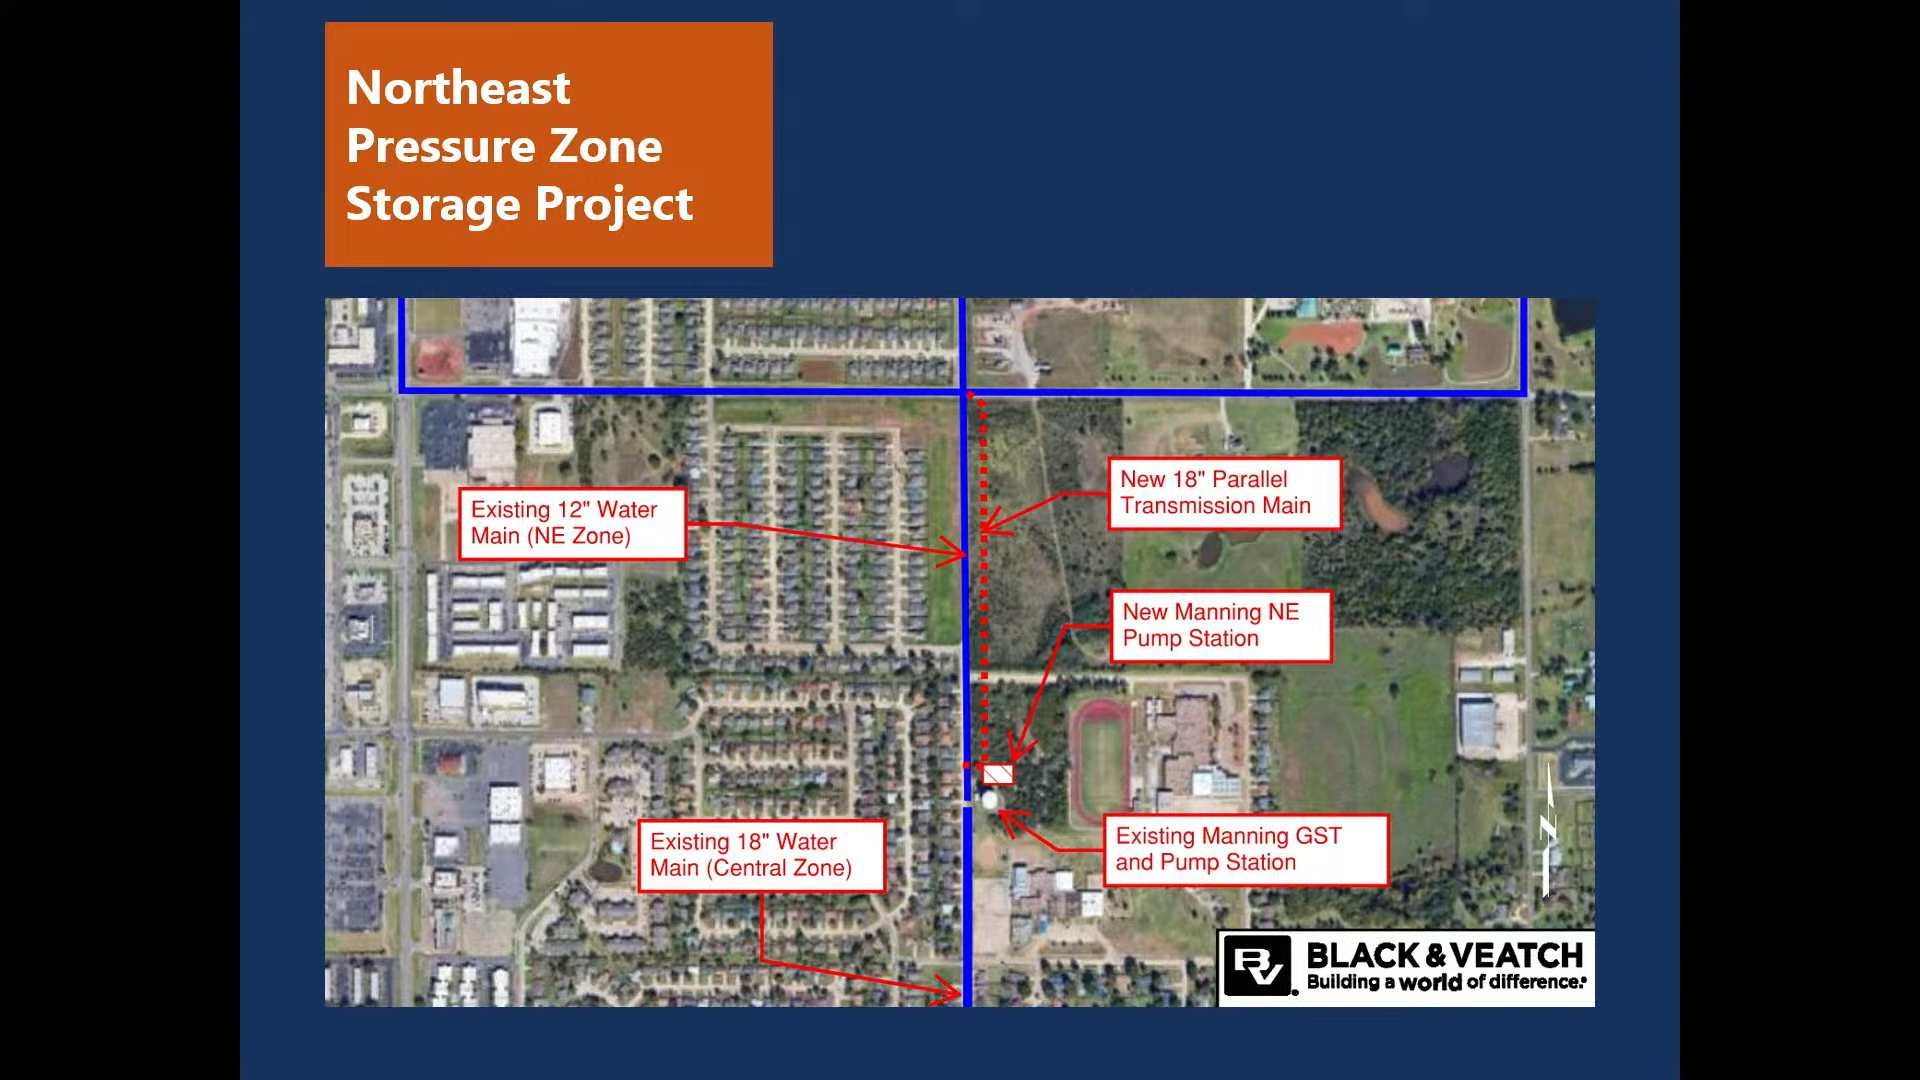 Northeast
Pressure Zone
Storage Project
Existing 12" Water
Main (NE Zone)
New 18" Parallel
Transmission Main
New Manning NE
Pump Station
Existing 18" Water
Main (Central Zone)
Existing Manning GST
and Pump Station
N
BV
BLACK & VEATCH
Building a world of difference.®